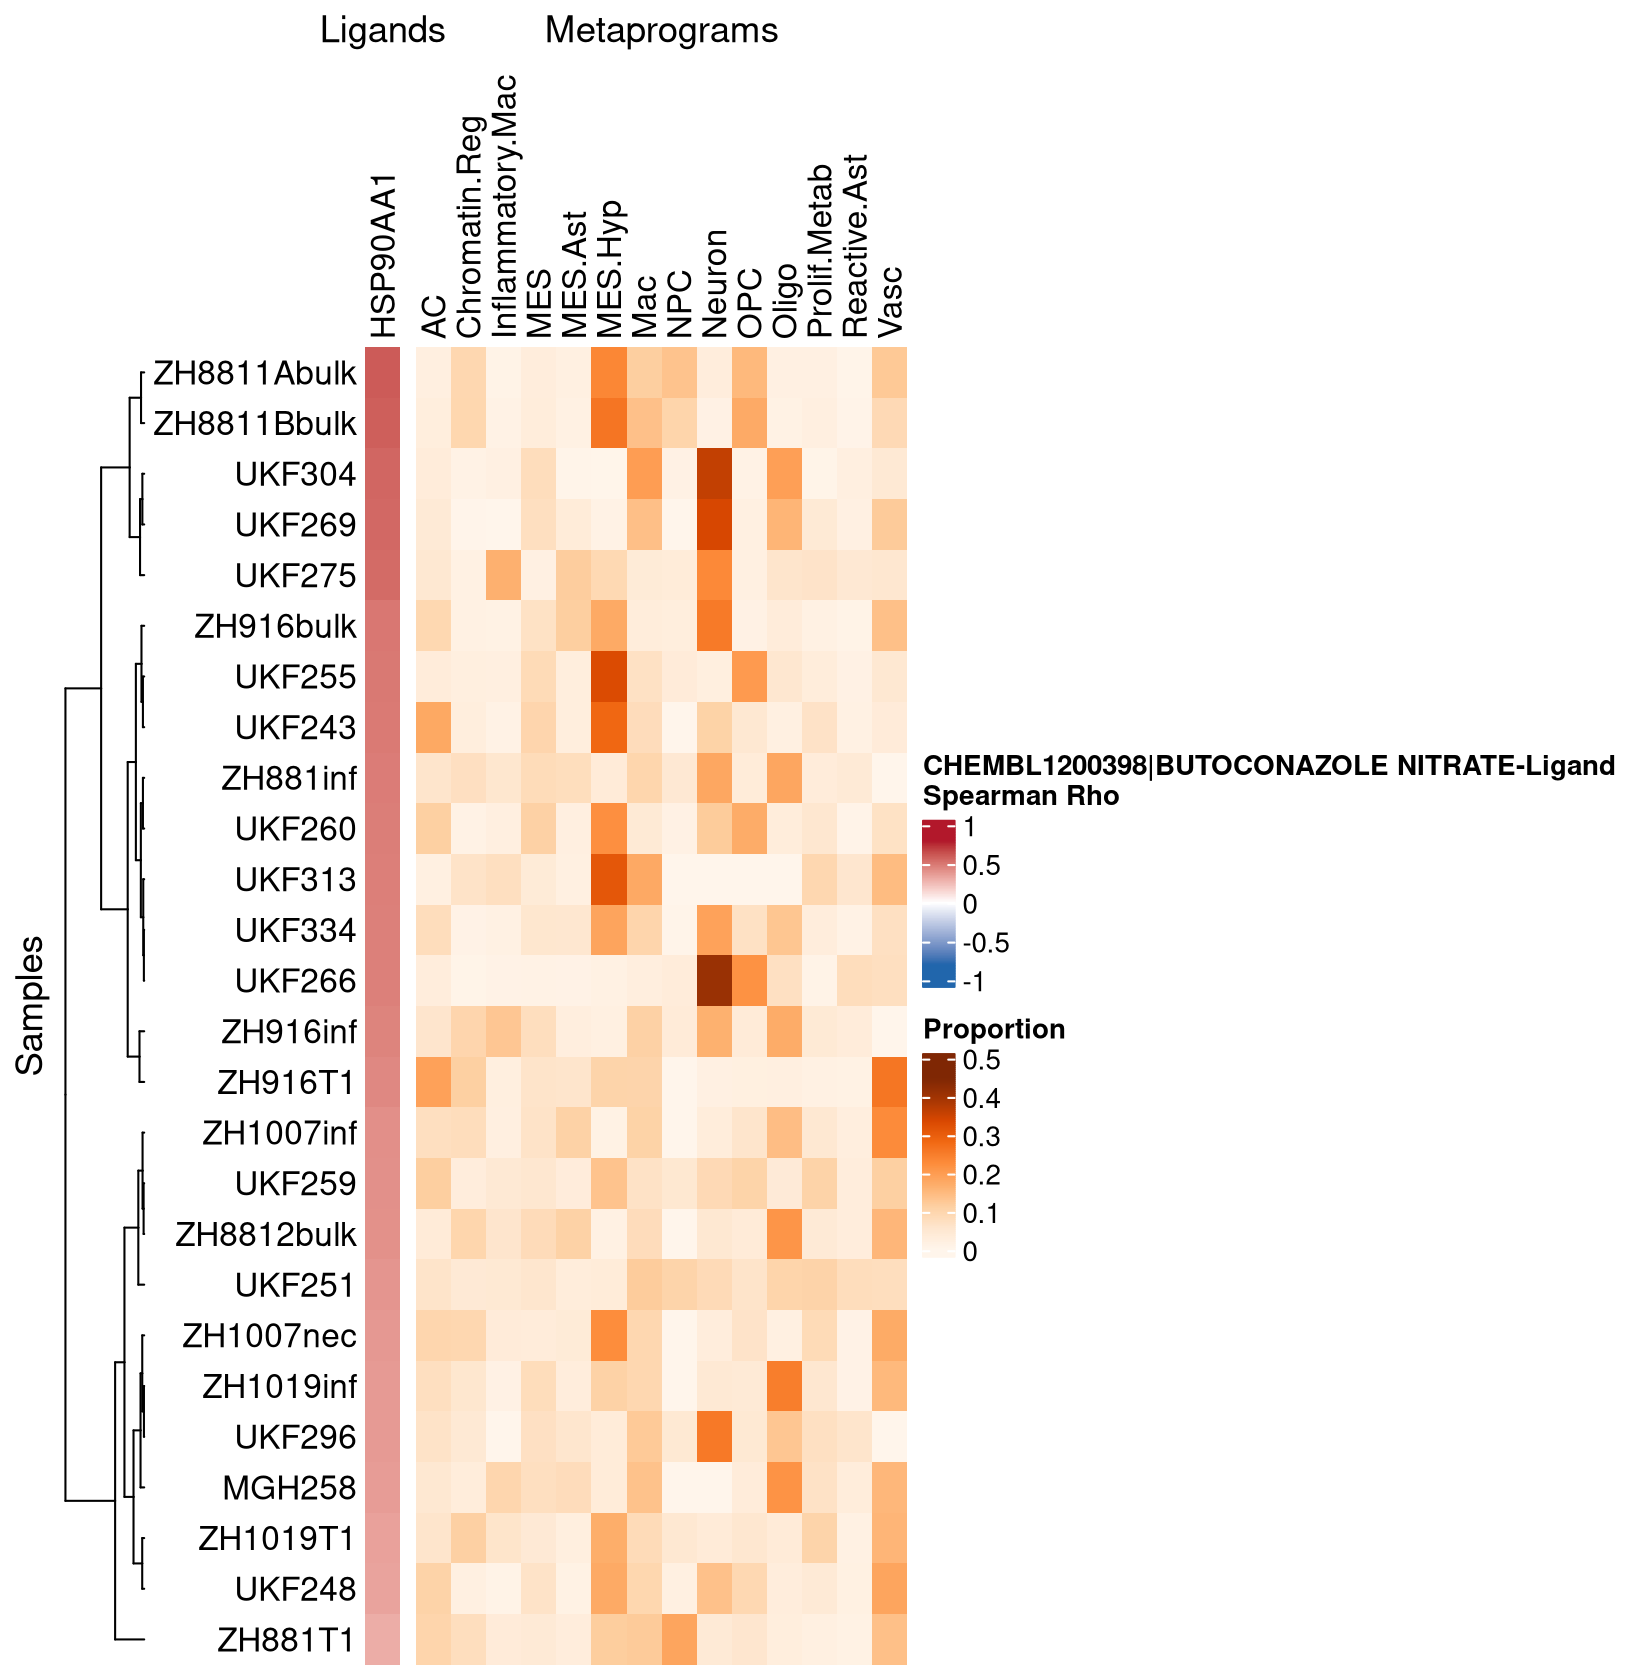 Ligands
Metaprograms
HSP90AA1
AC
Chromatin.Reg
Inflammatory.Mac
MES
MES.Ast
MES.Hyp
Mac
NPC
Neuron
OPC
Oligo
Prolif.Metab
Reactive.Ast
Vasc
Samples
ZH8811Abulk
ZH8811Bbulk
UKF304
UKF269
UKF275
ZH916bulk
UKF255
UKF243
ZH881inf
UKF260
UKF313
UKF334
UKF266
ZH916inf
ZH916T1
ZH1007inf
UKF259
ZH8812bulk
UKF251
ZH1007nec
ZH1019inf
UKF296
MGH258
ZH1019T1
UKF248
ZH881T1
CHEMBL1200398|BUTOCONAZOLE NITRATE-Ligand
Spearman Rho
1
0.5
0
-0.5
-1
Proportion
0.5
0.4
0.3
0.2
0.1
0